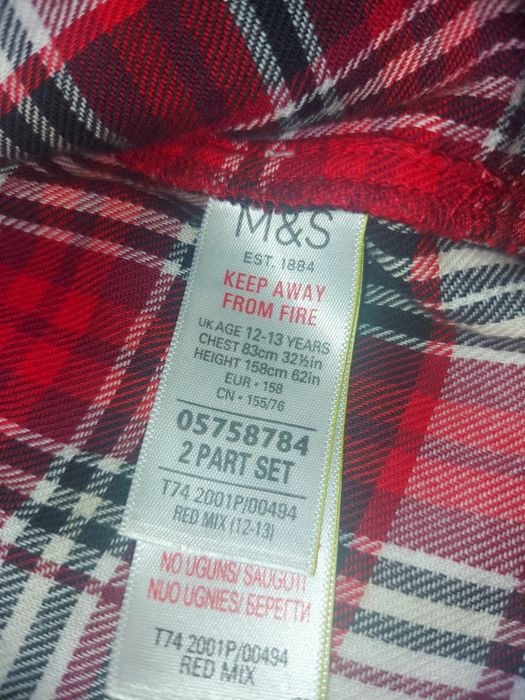 M&S
EST. 1884
KEEP AWAY
FROM FIRE
UK AGE 12-13 YEARS
CHEST 83cm 32½in
HEIGHT 158cm 62in
EUR • 158
CN • 155/76
05758784
2 PART SET
T74 2001P/00494
RED MIX (12-13)
NO UGUNS/ SAUGOTI
NUO UGNIES/ БЕРЕГТИ
T74 2001P/00494
RED MIX